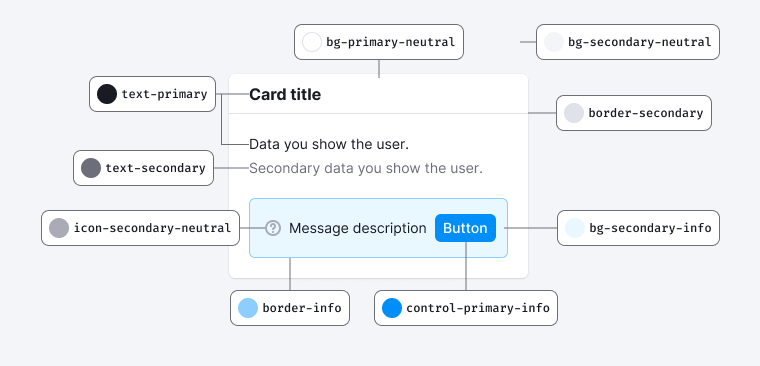 bg-primary-neutral
bg-secondary-neutral
text-primary
Card title
border-secondary
Data you show the user.
text-secondary
Secondary data you show the user.
icon-secondary-neutral
Message description
Button
bg-secondary-info
border-info
control-primary-info